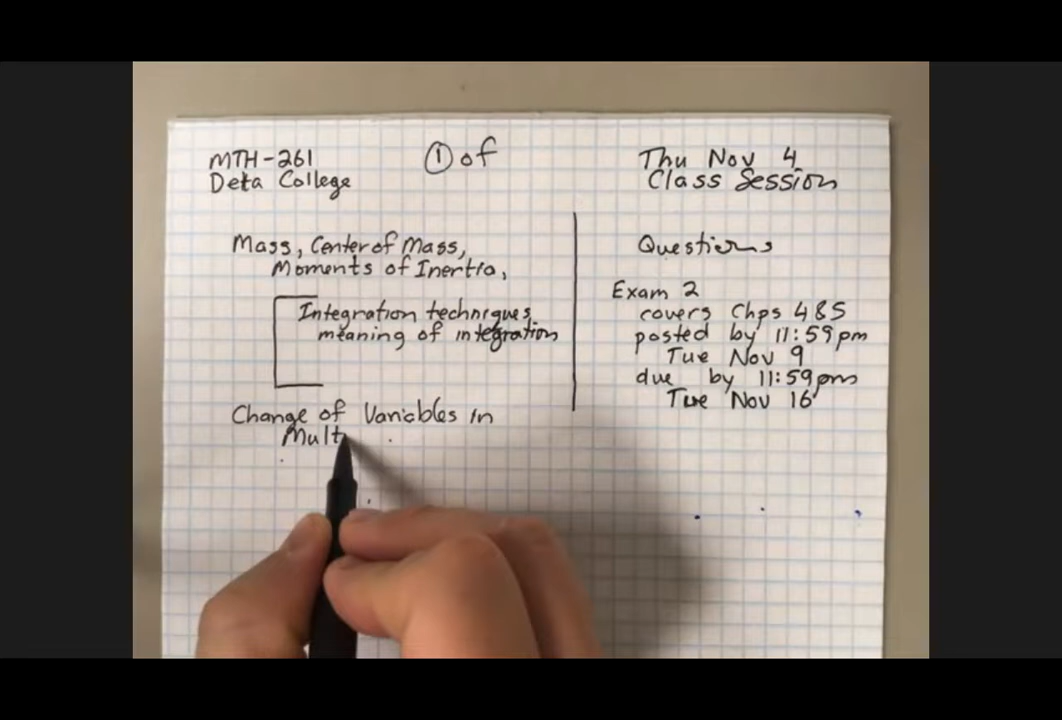 MTH-261
Deta College
① of
Thu Nov 4
Class Session
Mass, Center of Mass,
Moments of Inertia,
Integration techniques,
meaning of integration
Change of Variables in
Mult
Questions
Exam 2
covers Chps 4&5
posted by 11:59pm
Tue Nov 9
due by 11:59pm
Tue Nov 16